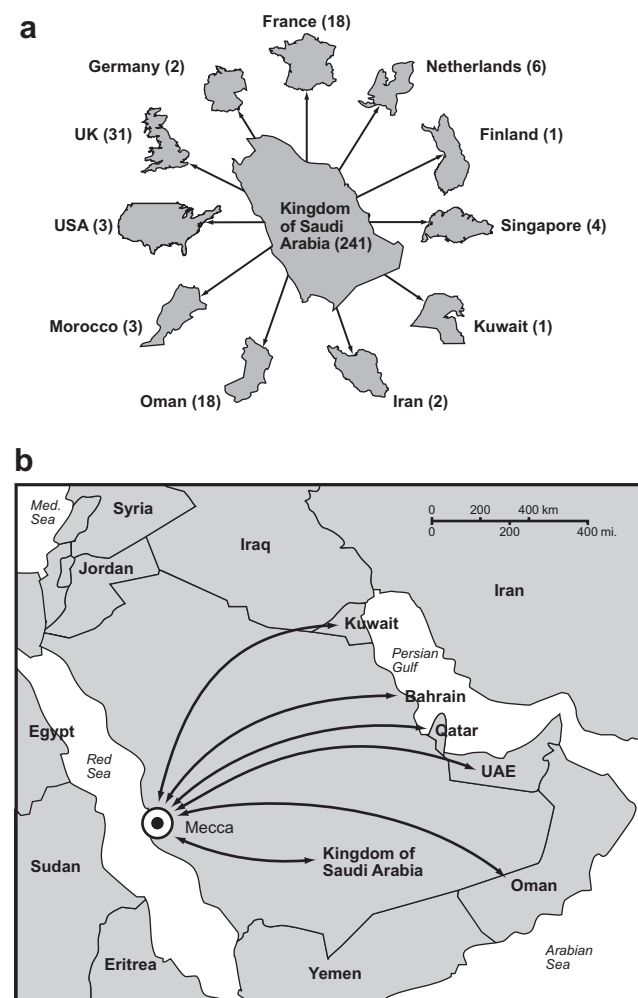 a
France (18)
Germany (2)
Netherlands (6)
UK (31)
Finland (1)
USA (3)
Kingdom
of Saudi
Arabia (241)
Singapore (4)
Morocco (3)
Kuwait (1)
Oman (18)
Iran (2)
b
Med.
Sea
Syria
0 200 400 km
0 200 400 mi.
Iraq
Jordan
Iran
Kuwait
Persian
Gulf
Bahrain
Egypt
Qatar
Red
Sea
UAE
Mecca
Kingdom of
Saudi Arabia
Sudan
Oman
Arabian
Sea
Eritrea
Yemen